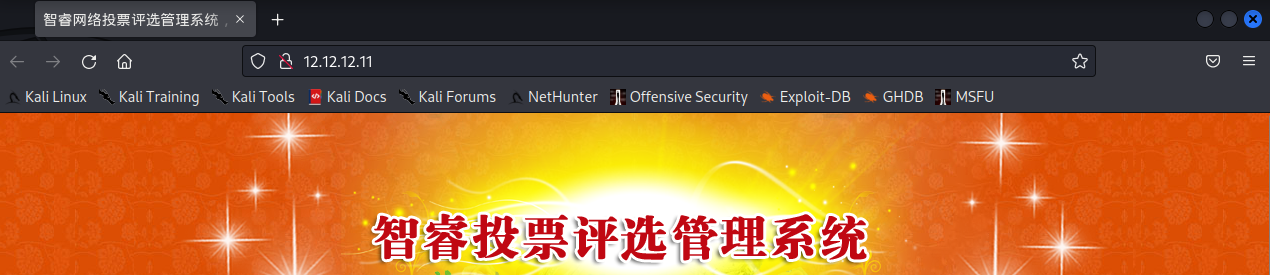 智睿网络投票评选管理系统，
12.12.12.11
Kali Linux Kali Training Kali Tools Kali Docs Kali Forums NetHunter Offensive Security Exploit-DB GHDB MSFU
智睿投票评选管理系统